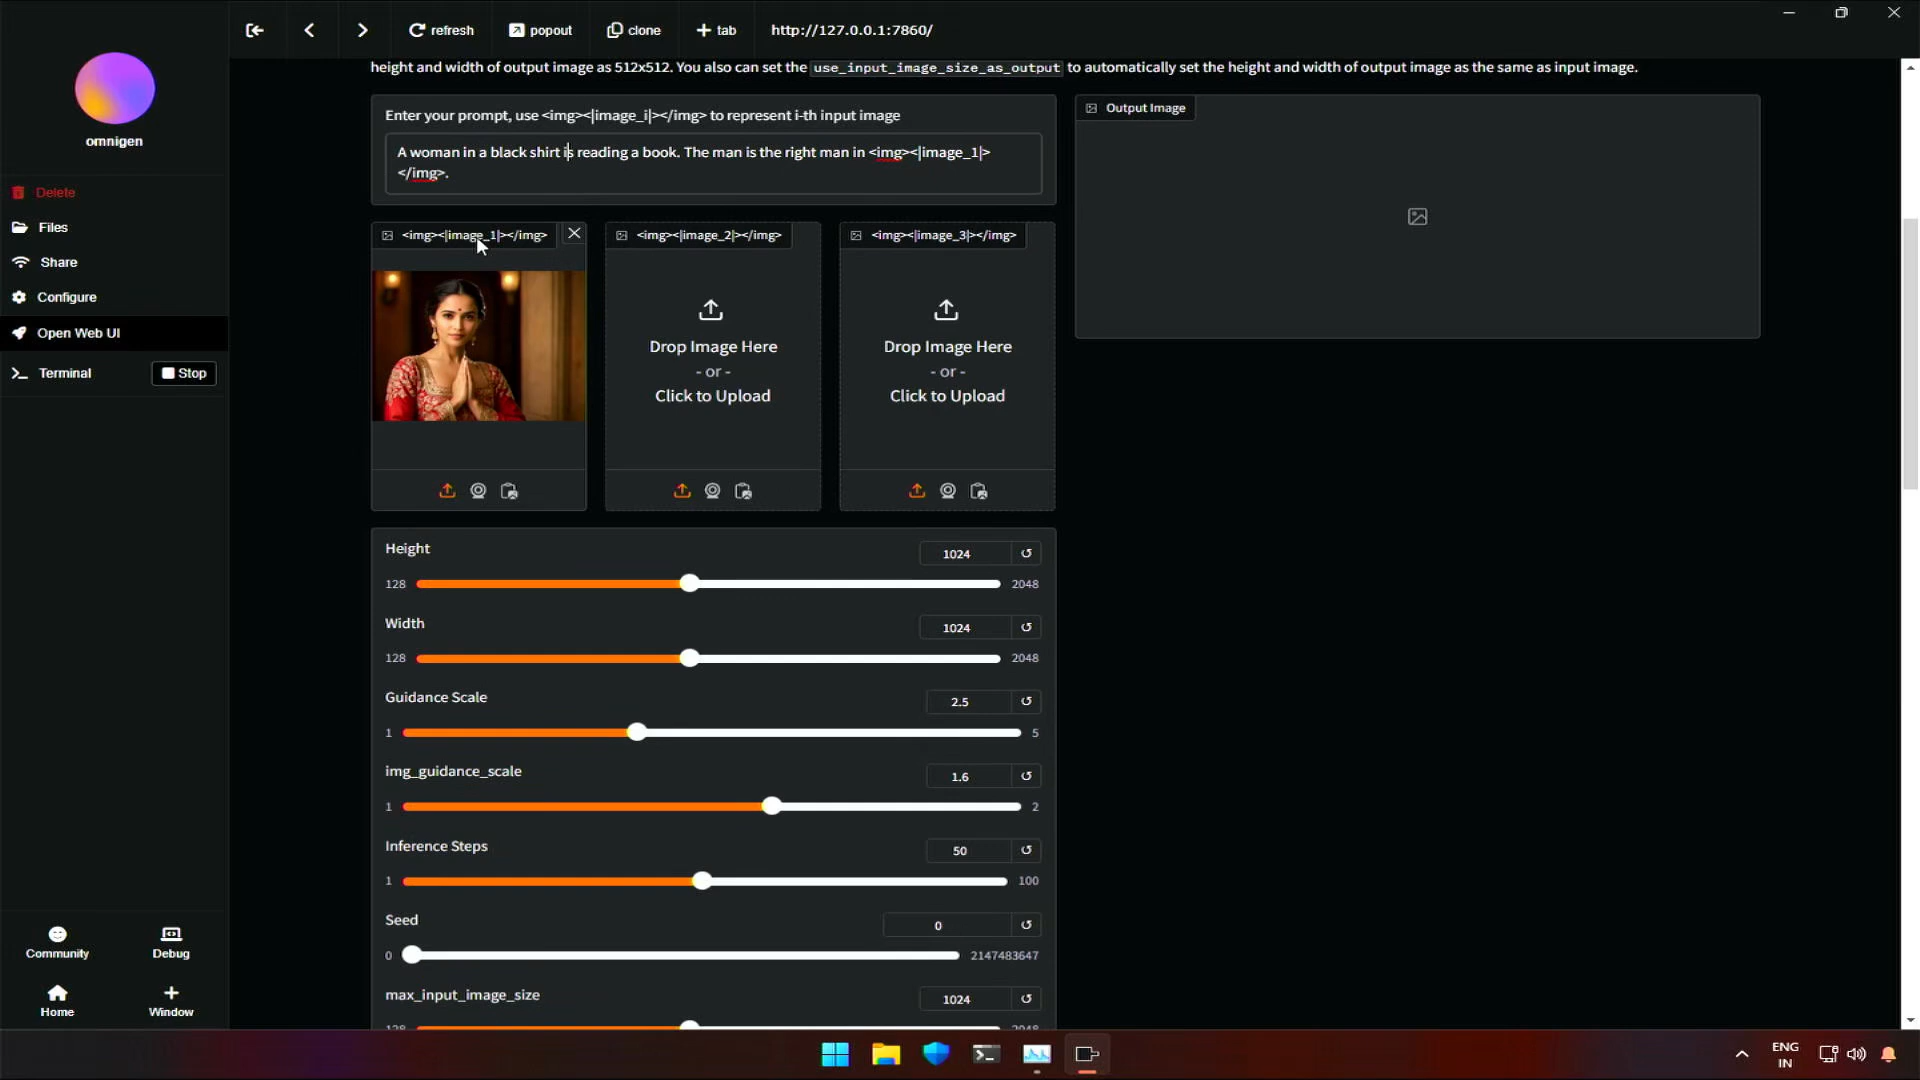 refresh
popout
clone
tab
http://127.0.0.1:7860/
omnigen
Delete
Files
Share
Configure
Open Web UI
Terminal
Stop
Community
Debug
Home
Window
height and width of output image as 512x512. You also can set the use_input_image_size_as_output to automatically set the height and width of output image as the same as input image.
Enter your prompt, use <img><|image_i|></img> to represent i-th input image
A woman in a black shirt is reading a book. The man is the right man in <img><|image_1|>
</img>.
<img><|image_1|></img>
<img><|image_2|></img>
Drop Image Here
- or -
Click to Upload
<img><|image_3|></img>
Drop Image Here
- or -
Click to Upload
Height
1024
128
2048
Width
1024
128
2048
Guidance Scale
2.5
1
5
img_guidance_scale
1.6
1
2
Inference Steps
50
1
100
Seed
0
0
2147483647
max_input_image_size
1024
128
2048
Output Image
ENG
IN